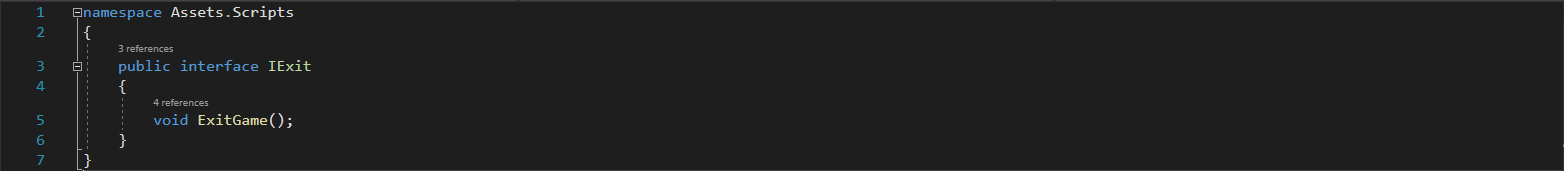 1 namespace Assets.Scripts
2 {
3 references
3 public interface IExit
4 {
4 references
5 void ExitGame();
6 }
7 }